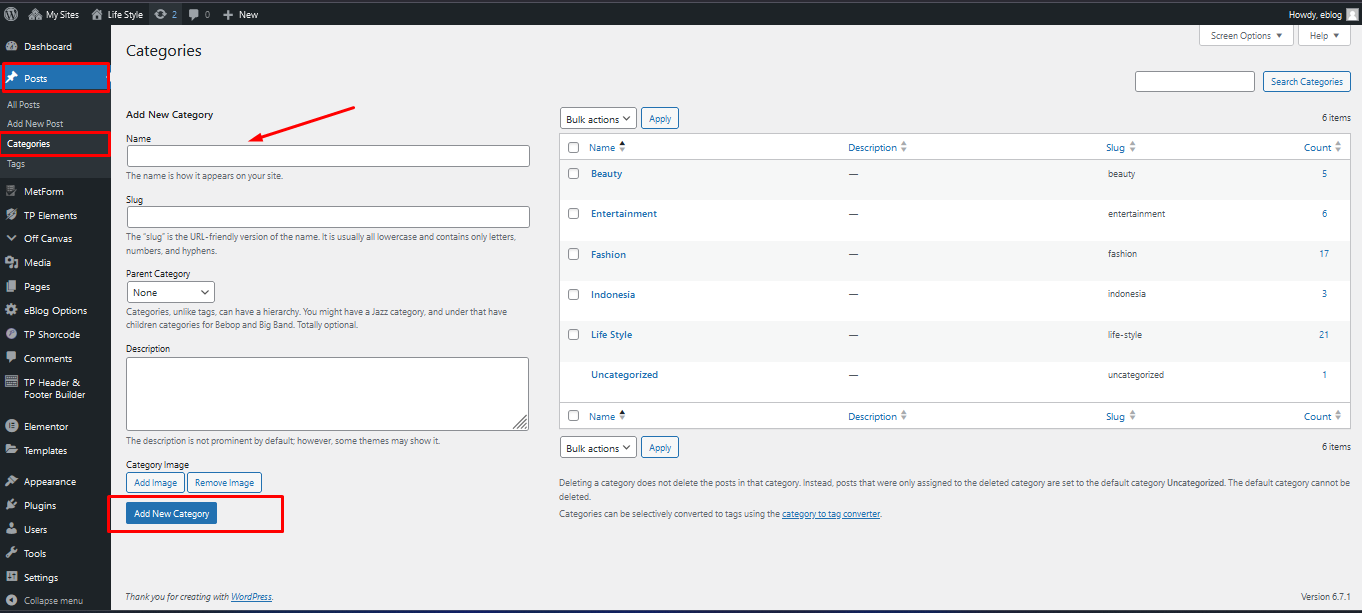 My Sites
Life Style
2
0
New
Howdy, eblog
Dashboard
Posts
All Posts
Add New Post
Categories
Tags
MetForm
TP Elements
Off Canvas
Media
Pages
eBlog Options
TP Shorcode
Comments
TP Header &
Footer Builder
Elementor
Templates
Appearance
Plugins
Users
Tools
Settings
Collapse menu
Screen Options
Help
Categories
Search Categories
Add New Category
Name
The name is how it appears on your site.
Slug
The “slug” is the URL-friendly version of the name. It is usually all lowercase and contains only letters,
numbers, and hyphens.
Parent Category
None
Categories, unlike tags, can have a hierarchy. You might have a Jazz category, and under that have
children categories for Bebop and Big Band. Totally optional.
Description
The description is not prominent by default; however, some themes may show it.
Category Image
Add Image Remove Image
Add New Category
Bulk actions Apply 6 items
Name Description Slug Count
Beauty — beauty 5
Entertainment — entertainment 6
Fashion — fashion 17
Indonesia — indonesia 3
Life Style — life-style 21
Uncategorized — uncategorized 1
Name Description Slug Count
Bulk actions Apply 6 items
Deleting a category does not delete the posts in that category. Instead, posts that were only assigned to the deleted category are set to the default category Uncategorized. The default category cannot be
deleted.
Categories can be selectively converted to tags using the category to tag converter.
Thank you for creating with WordPress.
Version 6.7.1